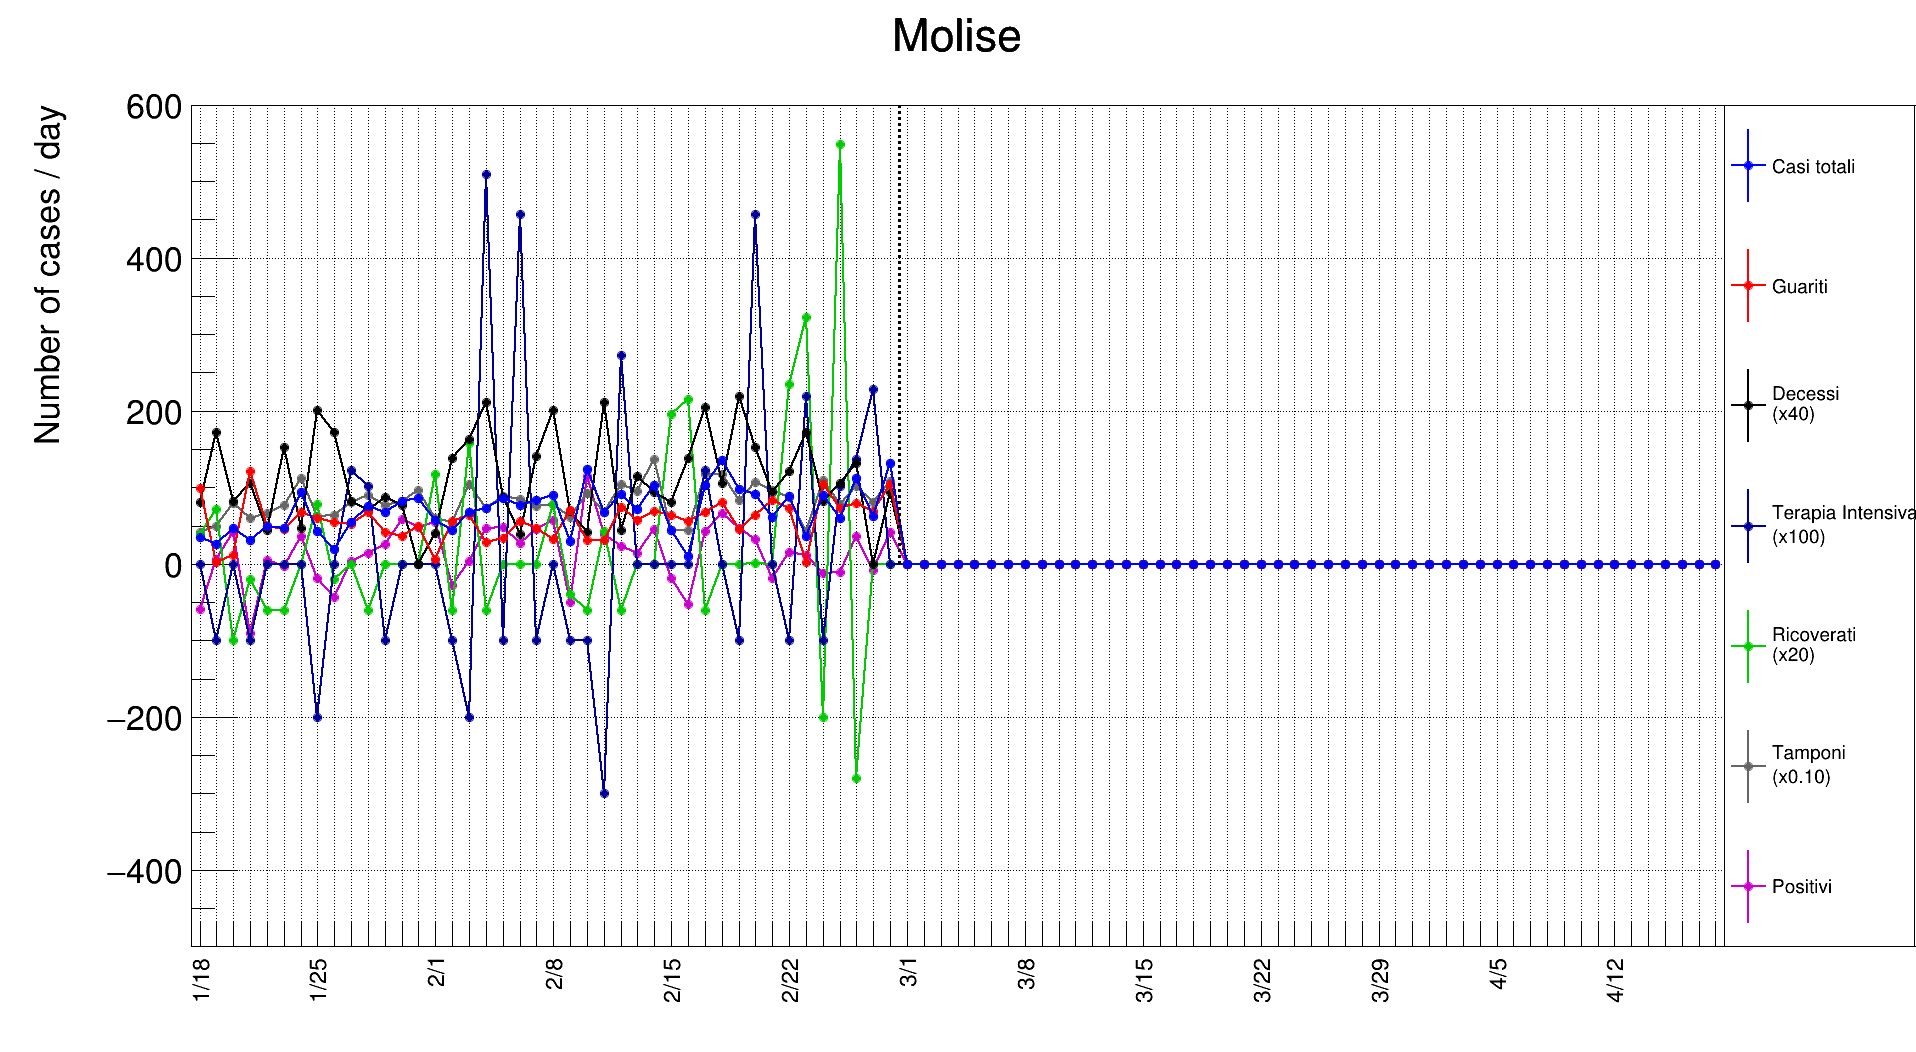 Molise
Number of cases / day
600
400
200
0
−200
−400
1/18
1/25
2/1
2/8
2/15
2/22
3/1
3/8
3/15
3/22
3/29
4/5
4/12
Casi totali
Guariti
Decessi
(x40)
Terapia Intensiva
(x100)
Ricoverati
(x20)
Tamponi
(x0.10)
Positivi